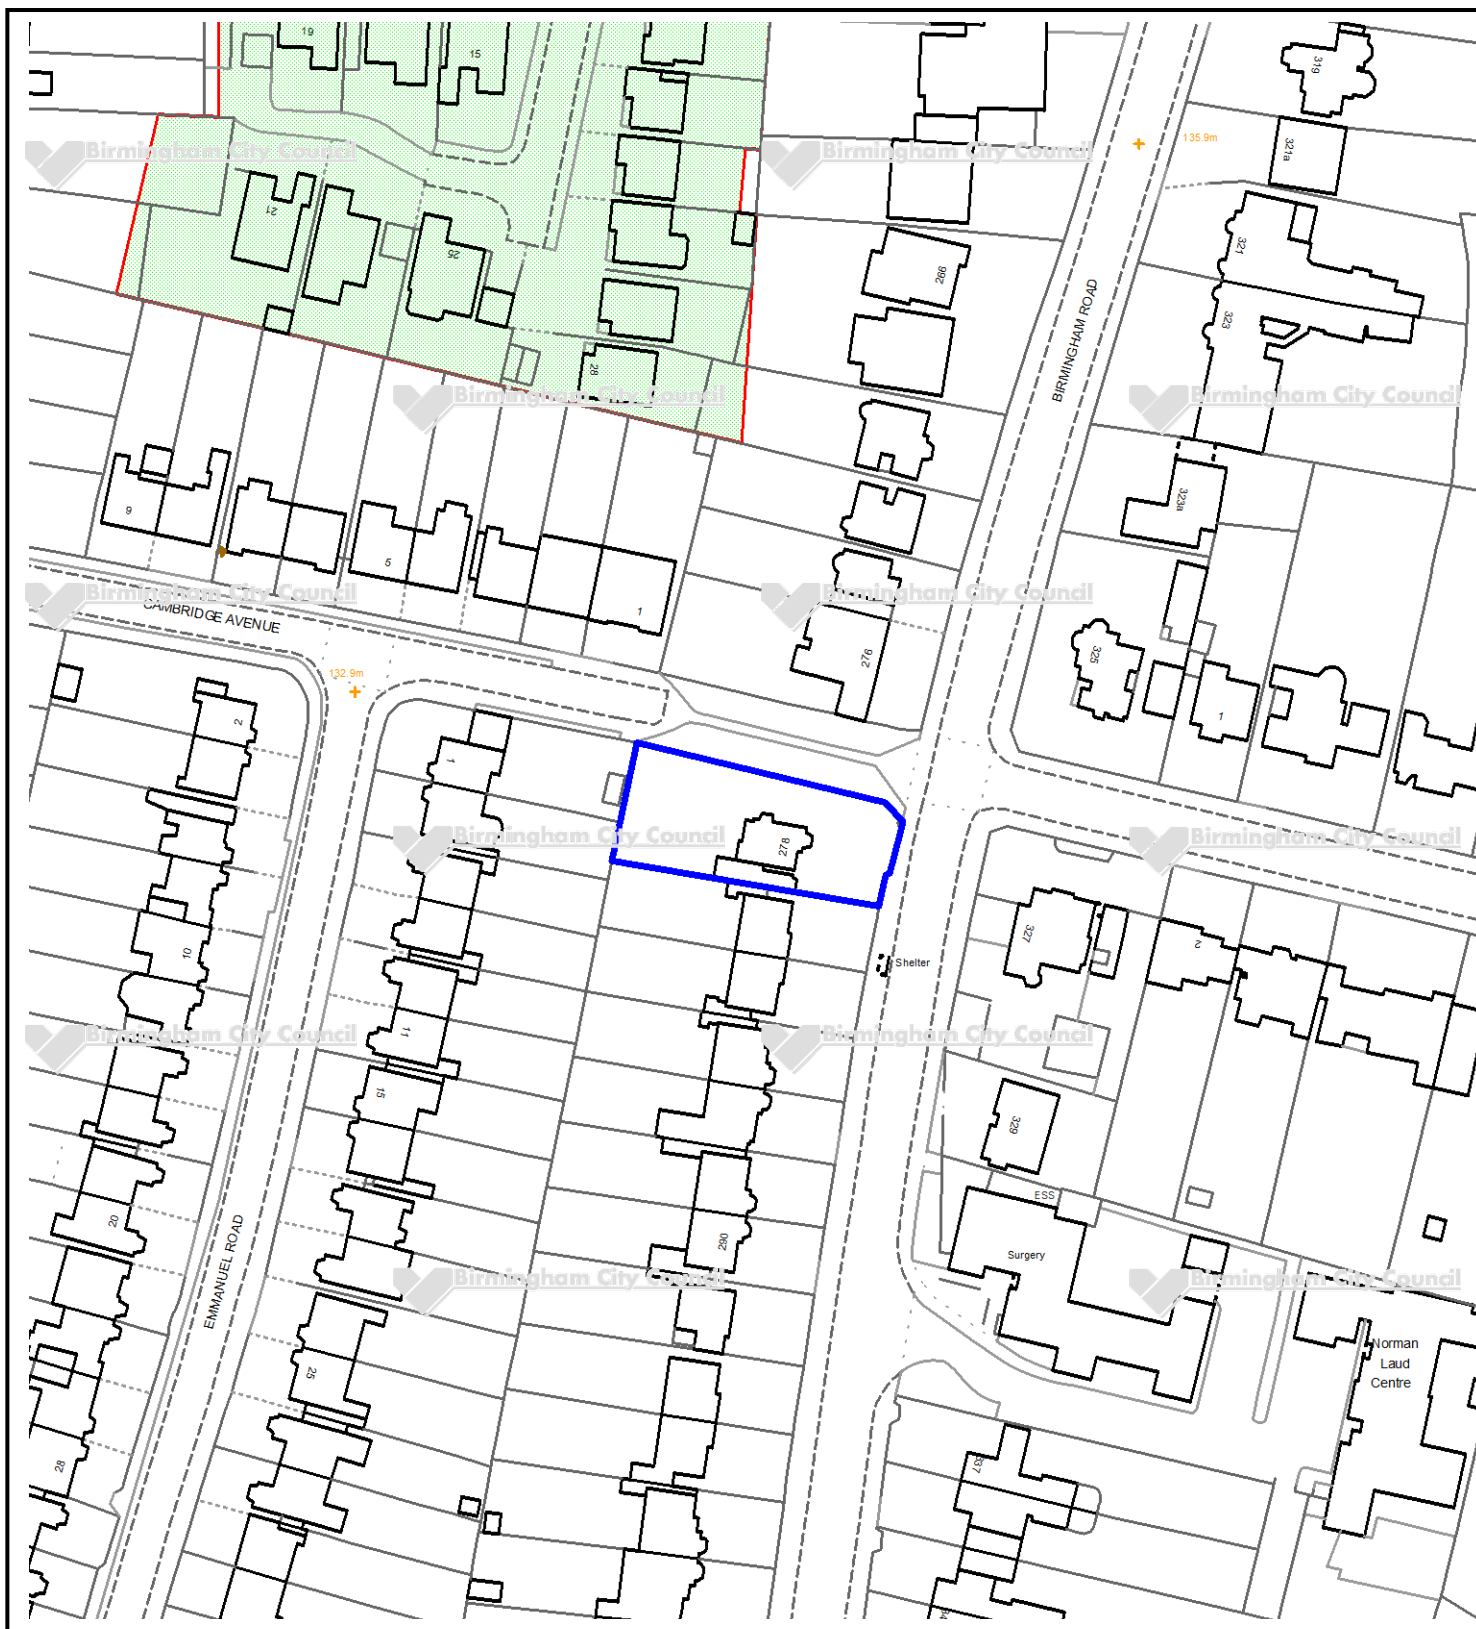 19
15
319
Birmingham City Council
Birmingham City Council
135.9m
321a
21
25
321
266
323
BIRMINGHAM ROAD
28
Birmingham City Council
Birmingham City Council
9
5
323a
Birmingham City Council
Birmingham City Council
CAMBRIDGE AVENUE
1
276
325
132.9m
2
1
1
278
Birmingham City Council
Birmingham City Council
327
2
10
Shelter
11
Birmingham City Council
Birmingham City Council
15
329
ESS
20
290
Surgery
EMMANUEL ROAD
Birmingham City Council
Birmingham City Council
Norman
Laud
Centre
25
28
337